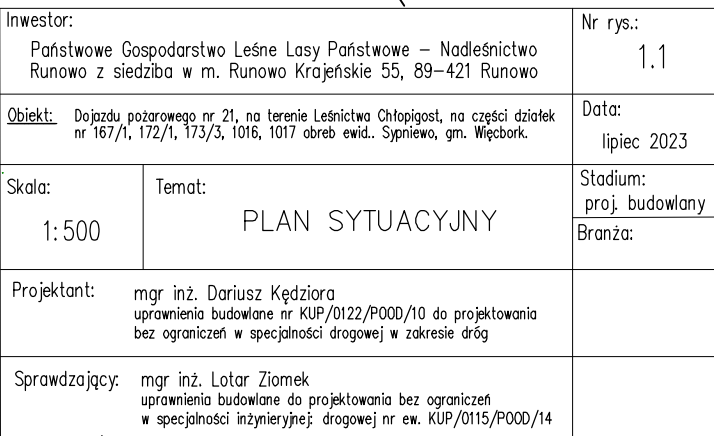 Inwestor:
Państwowe Gospodarstwo Leśne Lasy Państwowe – Nadleśnictwo
Runowo z siedziba w m. Runowo Krajeńskie 55, 89–421 Runowo
Nr rys.:
1.1
Obiekt: Dojazdu pożarowego nr 21, na terenie Leśnictwa Chłopigost, na części działek
nr 167/1, 172/1, 173/3, 1016, 1017 obreb ewid.. Sypniewo, gm. Więcbork.
Data:
lipiec 2023
Skala:
1:500
Temat:
PLAN SYTUACYJNY
Stadium:
proj. budowlany
Branża:
Projektant: mgr inż. Dariusz Kędziora
uprawnienia budowlane nr KUP/0122/POOD/10 do projektowania
bez ograniczeń w specjalności drogowej w zakresie dróg
Sprawdzający: mgr inż. Lotar Ziomek
uprawnienia budowlane do projektowania bez ograniczeń
w specjalności inżynieryjnej: drogowej nr ew. KUP/0115/POOD/14